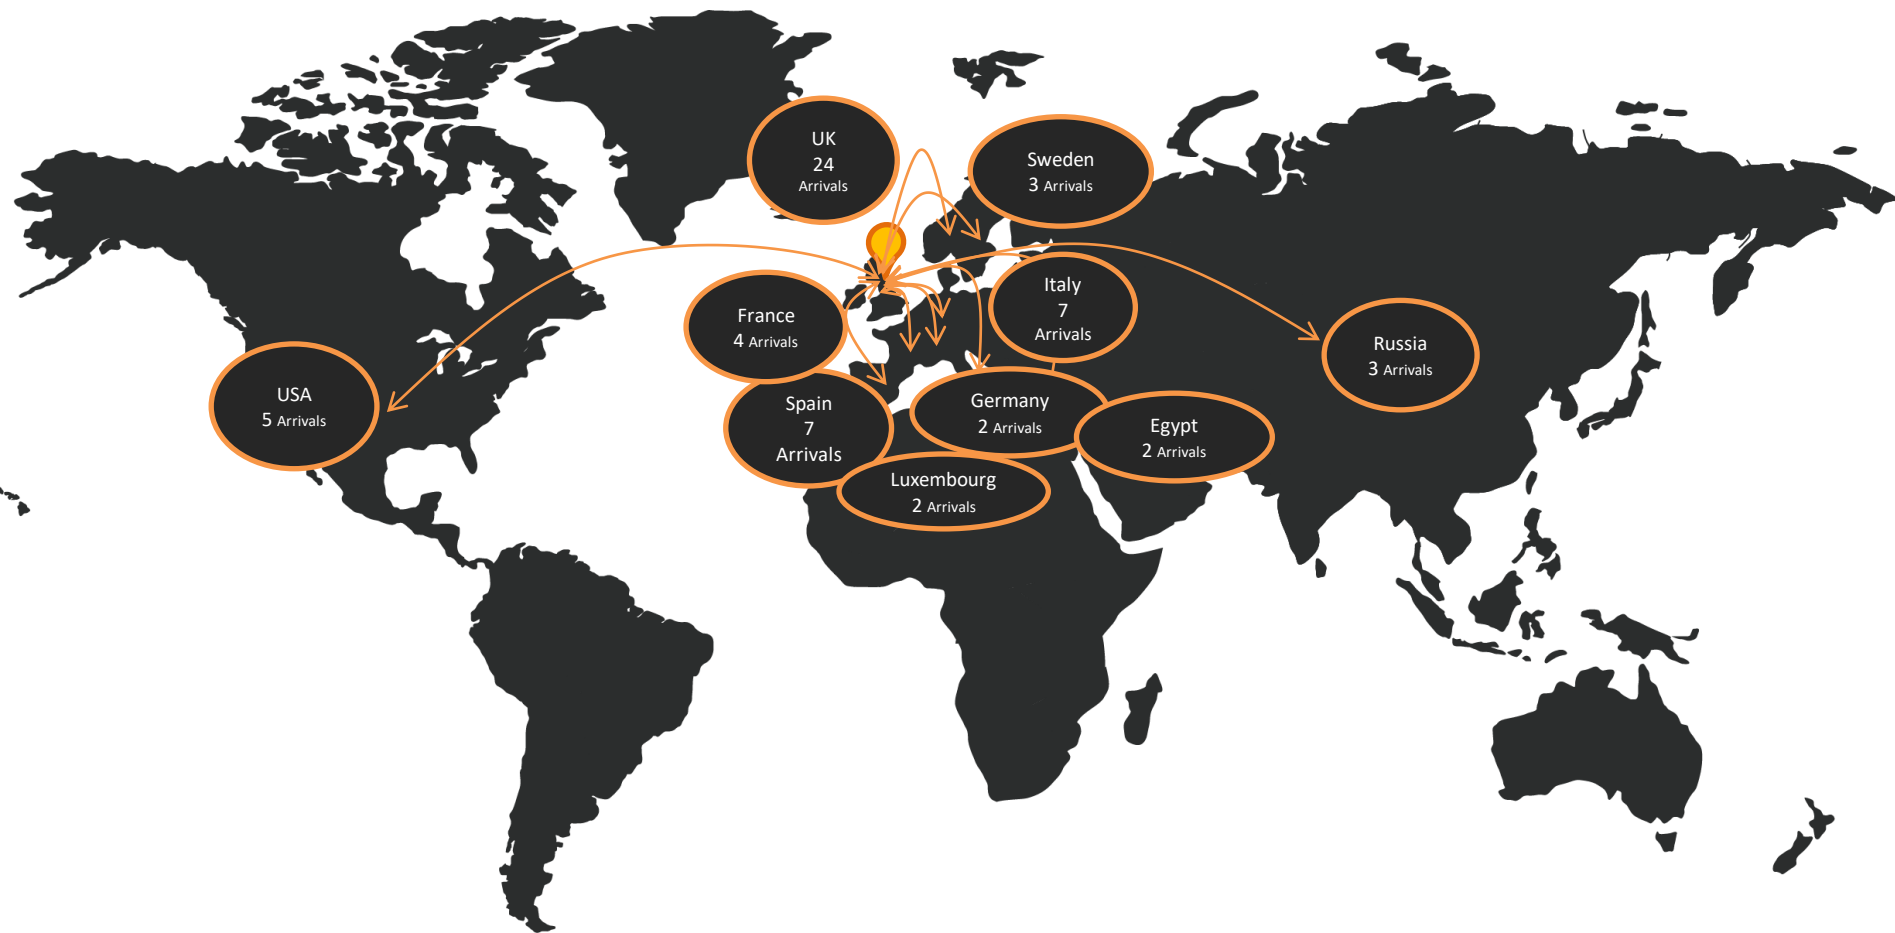 UK
24
Arrivals
Sweden
3 Arrivals
Italy
7
Arrivals
France
4 Arrivals
Russia
3 Arrivals
USA
5 Arrivals
Spain
7
Arrivals
Germany
2 Arrivals
Egypt
2 Arrivals
Luxembourg
2 Arrivals